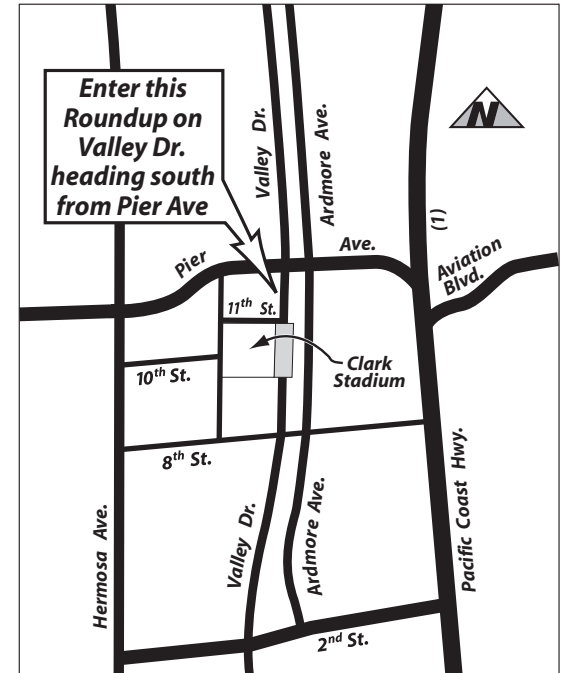 Enter this
Roundup on
Valley Dr.
heading south
from Pier Ave
Valley Dr.
Ardmore Ave.
N
(1)
Pier
Ave.
Aviation
Blvd.
11th St.
10th St.
Clark
Stadium
8th St.
Hermosa Ave.
Valley Dr.
Ardmore Ave.
Pacific Coast Hwy.
2nd St.